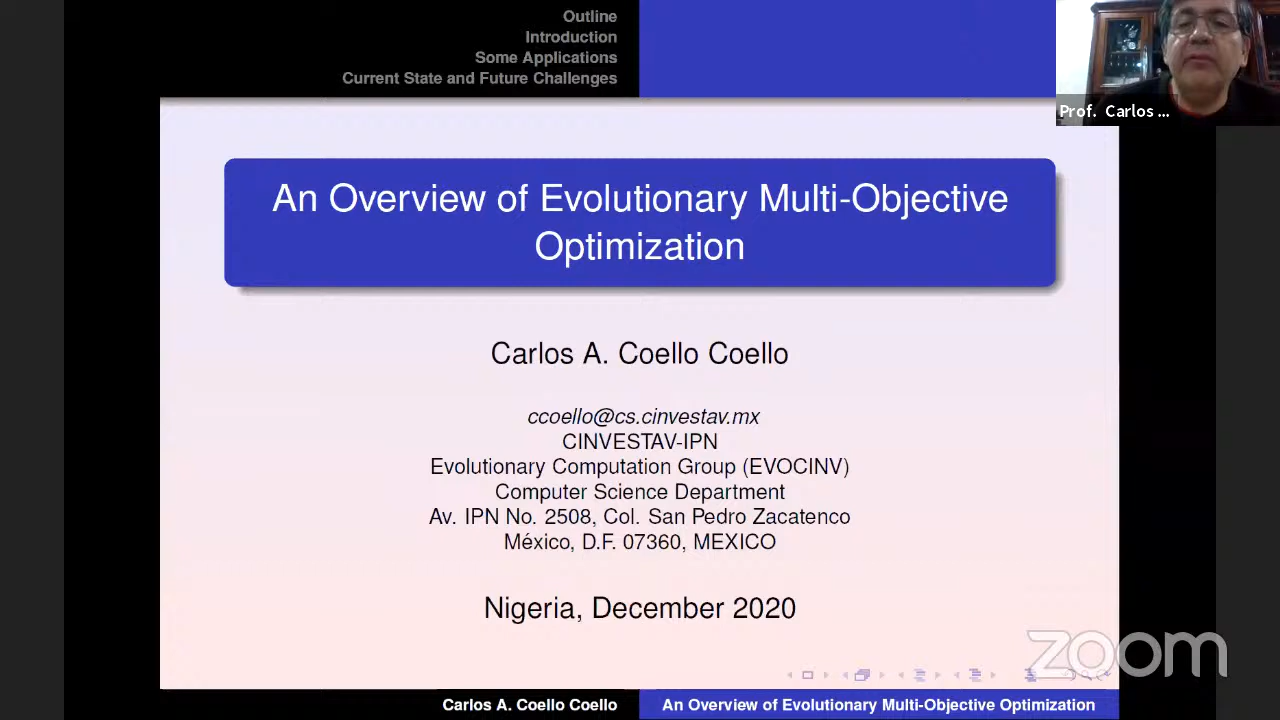 Outline
Introduction
Some Applications
Current State and Future Challenges
Prof. Carlos ...
An Overview of Evolutionary Multi-Objective
Optimization
Carlos A. Coello Coello
ccoello@cs.cinvestav.mx
CINVESTAV-IPN
Evolutionary Computation Group (EVOCINV)
Computer Science Department
Av. IPN No. 2508, Col. San Pedro Zacatenco
México, D.F. 07360, MEXICO
Nigeria, December 2020
zoom
Carlos A. Coello Coello
An Overview of Evolutionary Multi-Objective Optimization